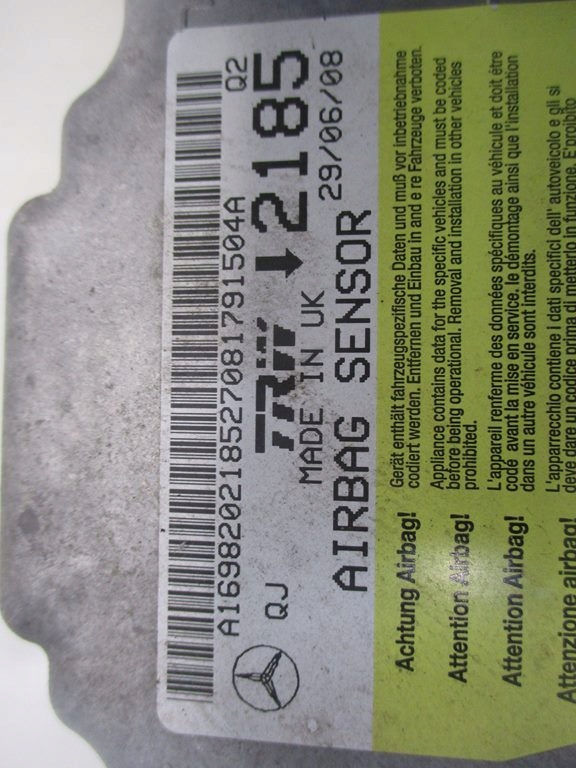 Q2
A1698202185270817915O4A
QJ
TRW
2185
MADE IN UK
29/06/08
AIRBAG SENSOR
Achtung Airbag!
Gerät enthält fahrzeugspezifische Daten und muß vor inbetriebnahme
codiert werden. Entfernen und Einbau in and e re Fahrzeuge verboten.
Attention Airbag!
Appliance contains data for the specific vehicles and must be coded
before being operational. Removal and installation in other vehicles
prohibited.
Attention Airbag!
L'appareil renferme des données spécifiques au véhicule et doit étre
codé avant la mise en service. le démontage ainsi que l'installation
dans un autre véhicule sont interdits.
Attenzione airbag!
L'apparrecchio contiene i dati specifici dell' autoveicolo e gli si
deve dare un codice prima di metterlo in funzione. E'proibito